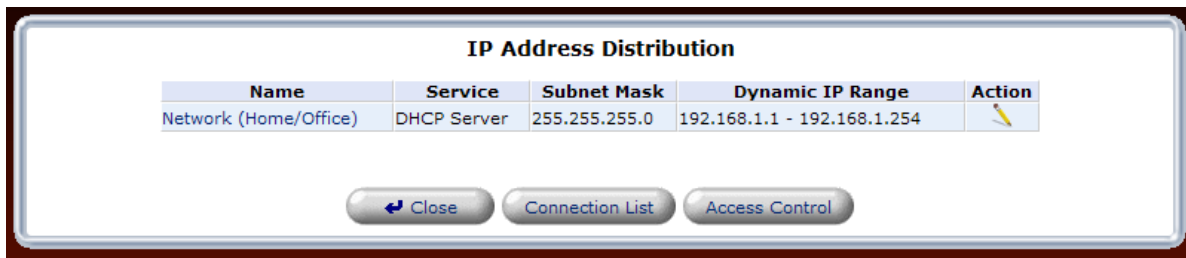 IP Address Distribution
Name Service Subnet Mask Dynamic IP Range Action
Network (Home/Office) DHCP Server 255.255.255.0 192.168.1.1 - 192.168.1.254
Close Connection List Access Control